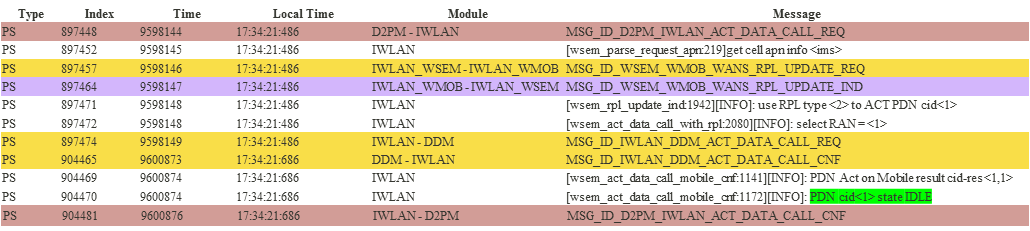 Type Index Time Local Time Module Message
PS 897448 9598144 17:34:21:486 D2PM - IWLAN MSG_ID_D2PM_IWLAN_ACT_DATA_CALL_REQ
PS 897452 9598145 17:34:21:486 IWLAN [wsem_parse_request_apn:219]get cell apn info <ims>
PS 897457 9598146 17:34:21:486 IWLAN_WSEM - IWLAN_WMOB MSG_ID_WSEM_WMOB_WANS_RPL_UPDATE_REQ
PS 897464 9598147 17:34:21:486 IWLAN_WMOB - IWLAN_WSEM MSG_ID_WSEM_WMOB_WANS_RPL_UPDATE_IND
PS 897471 9598148 17:34:21:486 IWLAN [wsem_rpl_update_ind:1942][INFO]: use RPL type <2> to ACT PDN cid<1>
PS 897472 9598148 17:34:21:486 IWLAN [wsem_act_data_call_with_rpl:2080][INFO]: select RAN = <1>
PS 897474 9598149 17:34:21:486 IWLAN - DDM MSG_ID_IWLAN_DDM_ACT_DATA_CALL_REQ
PS 904465 9600873 17:34:21:686 DDM - IWLAN MSG_ID_IWLAN_DDM_ACT_DATA_CALL_CNF
PS 904469 9600874 17:34:21:686 IWLAN [wsem_act_data_call_mobile_cnf:1141][INFO]: PDN Act on Mobile result cid-res <1,1>
PS 904470 9600874 17:34:21:686 IWLAN [wsem_act_data_call_mobile_cnf:1172][INFO]: PDN cid<1> state IDLE
PS 904481 9600876 17:34:21:686 IWLAN - D2PM MSG_ID_D2PM_IWLAN_ACT_DATA_CALL_CNF